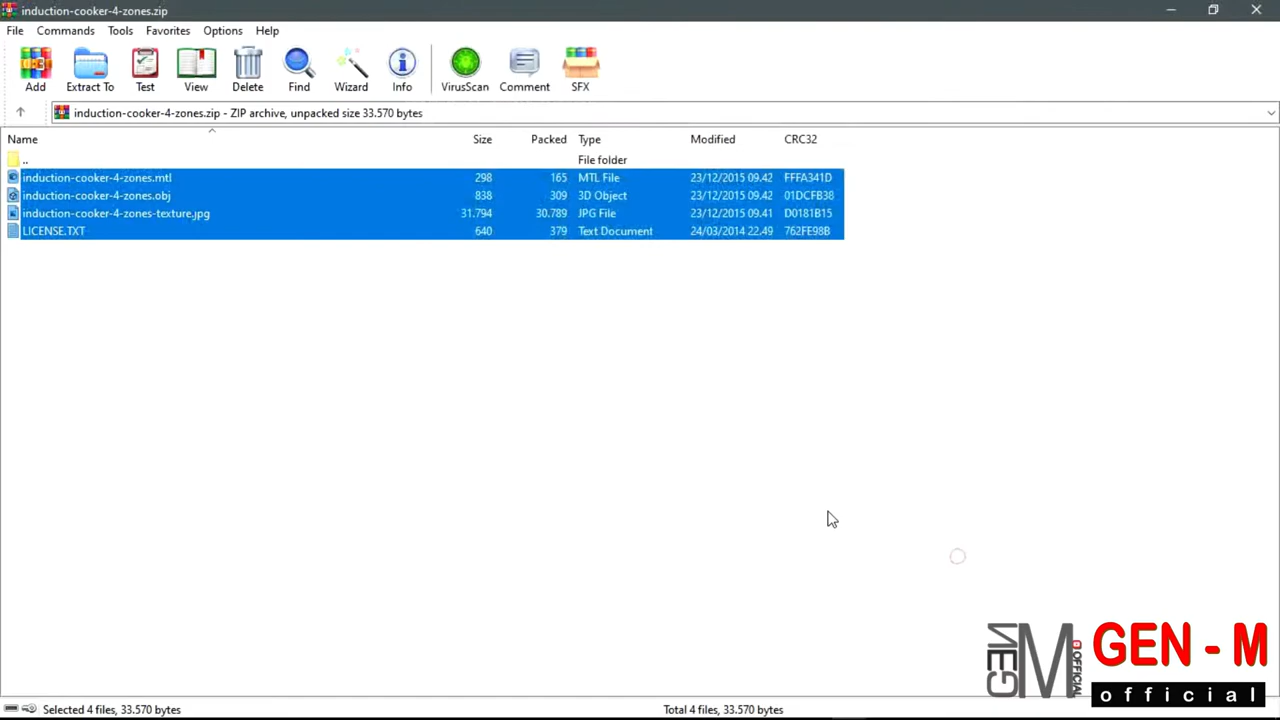 induction-cooker-4-zones.zip
File Commands Tools Favorites Options Help
Add Extract To Test View Delete Find Wizard Info VirusScan Comment SFX
induction-cooker-4-zones.zip - ZIP archive, unpacked size 33.570 bytes
Name Size Packed Type Modified CRC32
.. File folder
induction-cooker-4-zones.mtl 298 165 MTL File 23/12/2015 09.42 FFFA341D
induction-cooker-4-zones.obj 838 309 3D Object 23/12/2015 09.42 01DCFB38
induction-cooker-4-zones-texture.jpg 31.794 30.789 JPG File 23/12/2015 09.41 D0181B15
LICENSE.TXT 640 379 Text Document 24/03/2014 22.49 762FE98B
GEN M OFFICIAL
GEN - M
official
Selected 4 files, 33.570 bytes Total 4 files, 33.570 bytes